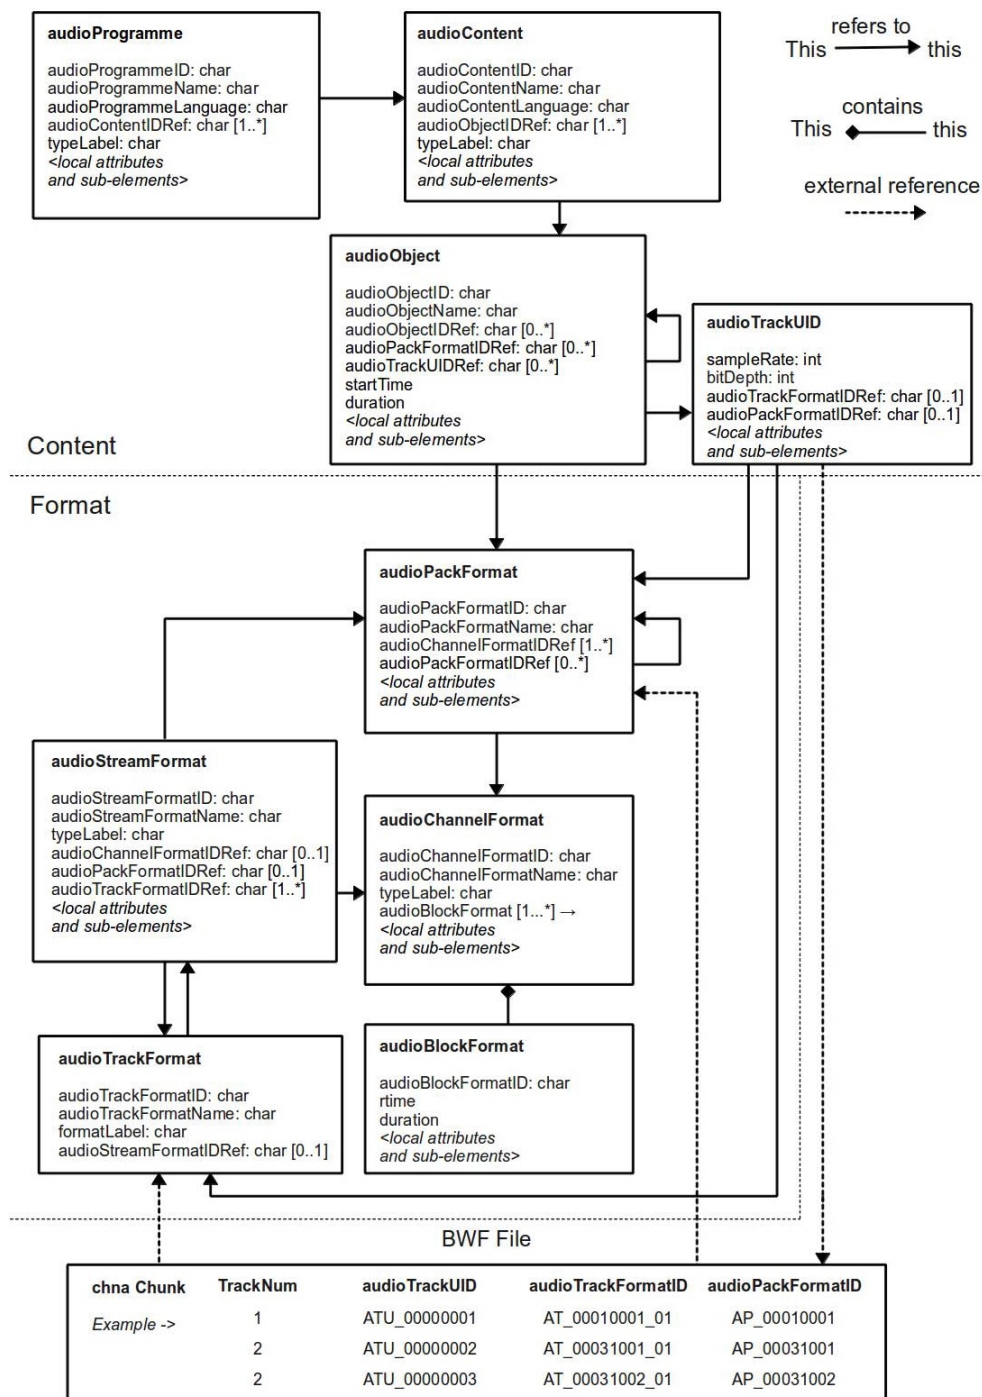 audioProgramme
audioProgrammeID: char
audioProgrammeName: char
audioProgrammeLanguage: char
audioContentIDRef: char [1..*]
typeLabel: char
<local attributes
and sub-elements>
audioContent
audioContentID: char
audioContentName: char
audioContentLanguage: char
audioObjectIDRef: char [1..*]
typeLabel: char
<local attributes
and sub-elements>
refers to
This this
contains
This this
external reference
audioObject
audioObjectID: char
audioObjectName: char
audioObjectIDRef: char [0..*]
audioPackFormatIDRef: char [0..*]
audioTrackUIDRef: char [0..*]
startTime
duration
<local attributes
and sub-elements>
audioTrackUID
sampleRate: int
bitDepth: int
audioTrackFormatIDRef: char [0..1]
audioPackFormatIDRef: char [0..1]
<local attributes
and sub-elements>
Content
Format
audioPackFormat
audioPackFormatID: char
audioPackFormatName: char
audioChannelFormatIDRef [1..*]
audioPackFormatIDRef [0..*]
<local attributes
and sub-elements>
audioStreamFormat
audioStreamFormatID: char
audioStreamFormatName: char
typeLabel: char
audioChannelFormatIDRef: char [0..1]
audioPackFormatIDRef: char [0..1]
audioTrackFormatIDRef: char [1..*]
<local attributes
and sub-elements>
audioChannelFormat
audioChannelFormatID: char
audioChannelFormatName: char
typeLabel: char
audioBlockFormat [1...*] →
<local attributes
and sub-elements>
audioTrackFormat
audioTrackFormatID: char
audioTrackFormatName: char
formatLabel: char
audioStreamFormatIDRef: char [0..1]
audioBlockFormat
audioBlockFormatID: char
rtime
duration
<local attributes
and sub-elements>
BWF File
chna Chunk TrackNum audioTrackUID audioTrackFormatID audioPackFormatID
Example -> 1 ATU_00000001 AT_00010001_01 AP_00010001
2 ATU_00000002 AT_00031001_01 AP_00031001
2 ATU_00000003 AT_00031002_01 AP_00031002